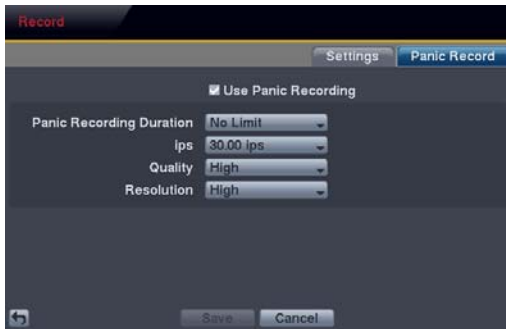 Record
Settings Panic Record
Use Panic Recording
Panic Recording Duration No Limit
ips 30.00 ips
Quality High
Resolution High
Save Cancel